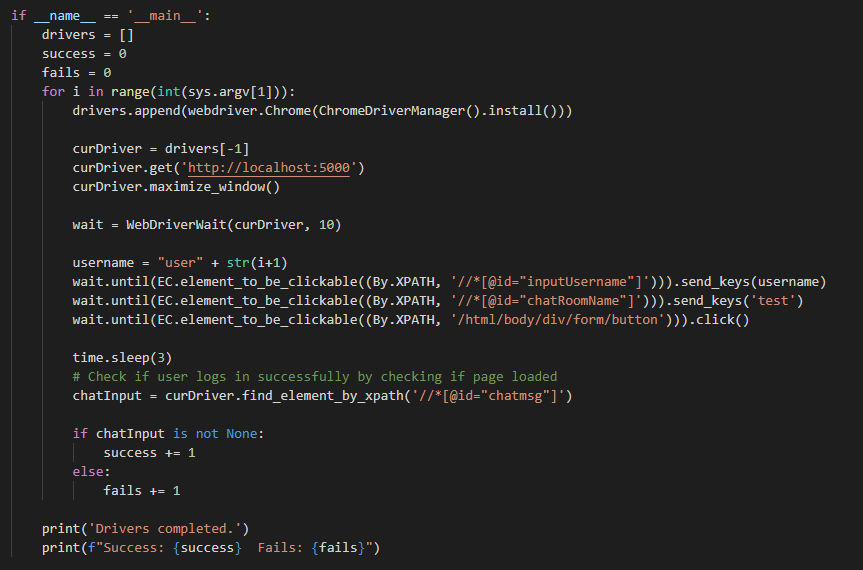 if __name__ == '__main__':
    drivers = []
    success = 0
    fails = 0
    for i in range(int(sys.argv[1])):
        drivers.append(webdriver.Chrome(ChromeDriverManager().install()))

        curDriver = drivers[-1]
        curDriver.get('http://localhost:5000')
        curDriver.maximize_window()

        wait = WebDriverWait(curDriver, 10)

        username = "user" + str(i+1)
        wait.until(EC.element_to_be_clickable((By.XPATH, '//*[@id="inputUsername"]'))).send_keys(username)
        wait.until(EC.element_to_be_clickable((By.XPATH, '//*[@id="chatRoomName"]'))).send_keys('test')
        wait.until(EC.element_to_be_clickable((By.XPATH, '/html/body/div/form/button'))).click()

        time.sleep(3)
        # Check if user logs in successfully by checking if page loaded
        chatInput = curDriver.find_element_by_xpath('//*[@id="chatmsg"]')

        if chatInput is not None:
            success += 1
        else:
            fails += 1

    print('Drivers completed.')
    print(f"Success: {success}  Fails: {fails}")